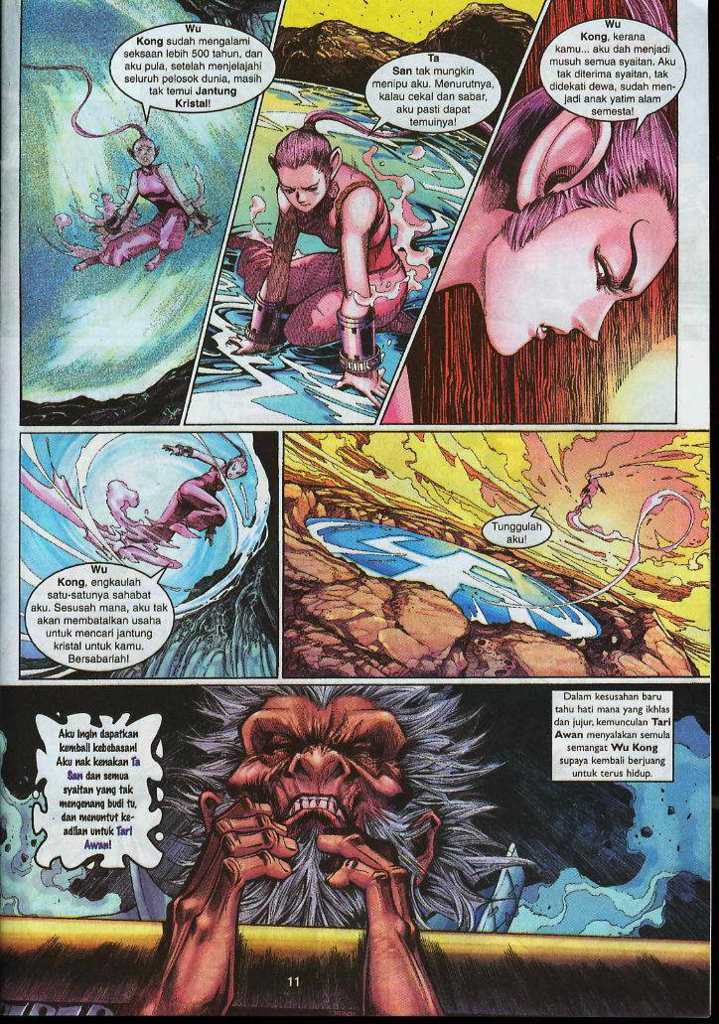 Wu
Kong sudah mengalami
seksaan lebih 500 tahun, dan
aku pula, setelah menjelajahi
seluruh pelosok dunia, masih
tak temui Jantung
Kristal!
Ta
San tak mungkin
menipu aku. Menurutnya,
kalau cekal dan sabar,
aku pasti dapat
temuinya!
Wu
Kong, kerana
kamu... aku dah menjadi
musuh semua syaitan. Aku
tak diterima syaitan, tak
didekati dewa, sudah men-
jadi anak yatim alam
semesta!
Wu
Kong, engkaulah
satu-satunya sahabat
aku. Sesusah mana, aku tak
akan membatalkan usaha
untuk mencari jantung
kristal untuk kamu.
Bersabarlah!
Tunggulah
aku!
Aku ingin dapatkan
kembali kebebasan!
Aku nak kenakan Ta
San dan semua
syaitan yang tak
mengenang budi tu,
dan menuntut ke-
adilan untuk Tari
Awan!
Dalam kesusahan baru
tahu hati mana yang ikhlas
dan jujur, kemunculan Tari
Awan menyalakan semula
semangat Wu Kong
supaya kembali berjuang
untuk terus hidup.
11